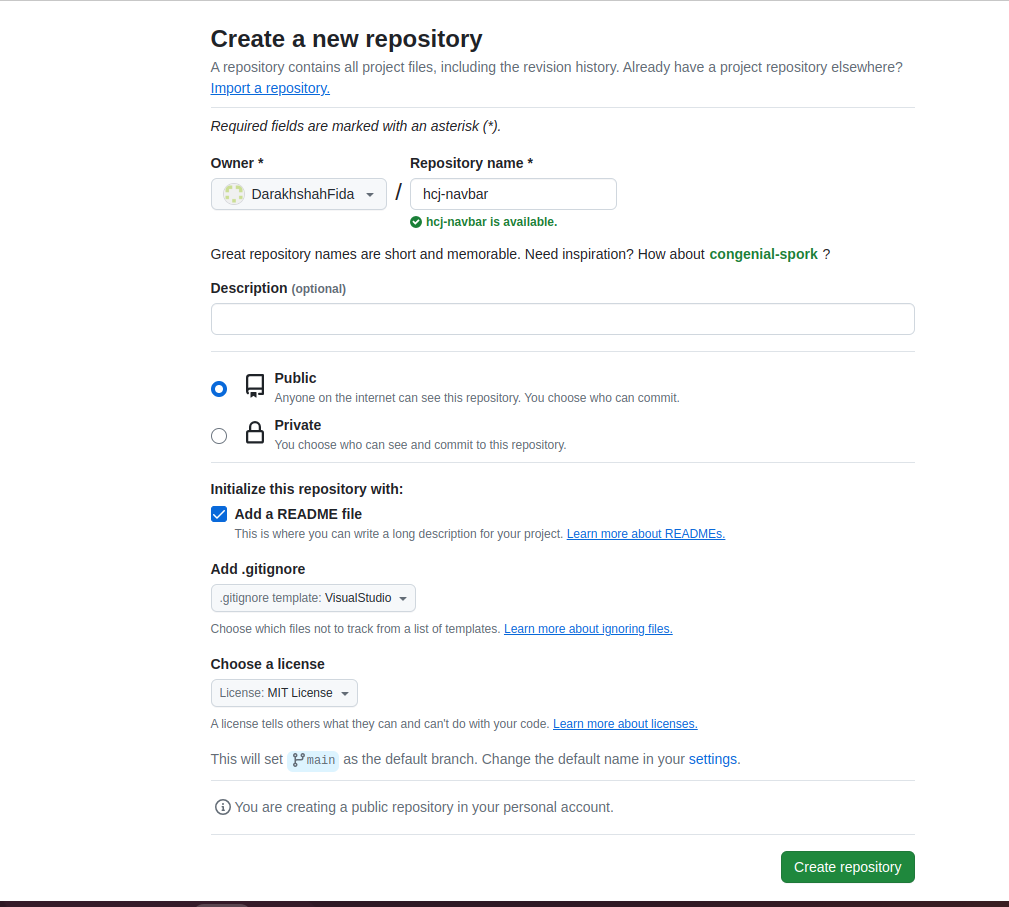 Create a new repository
A repository contains all project files, including the revision history. Already have a project repository elsewhere?
Import a repository.
Required fields are marked with an asterisk (*).
Owner * Repository name *
DarakhshahFida / hcj-navbar
hcj-navbar is available.
Great repository names are short and memorable. Need inspiration? How about congenial-spork ?
Description (optional)
Public
Anyone on the internet can see this repository. You choose who can commit.
Private
You choose who can see and commit to this repository.
Initialize this repository with:
Add a README file
This is where you can write a long description for your project. Learn more about READMEs.
Add .gitignore
.gitignore template: VisualStudio
Choose which files not to track from a list of templates. Learn more about ignoring files.
Choose a license
License: MIT License
A license tells others what they can and can't do with your code. Learn more about licenses.
This will set main as the default branch. Change the default name in your settings.
You are creating a public repository in your personal account.
Create repository